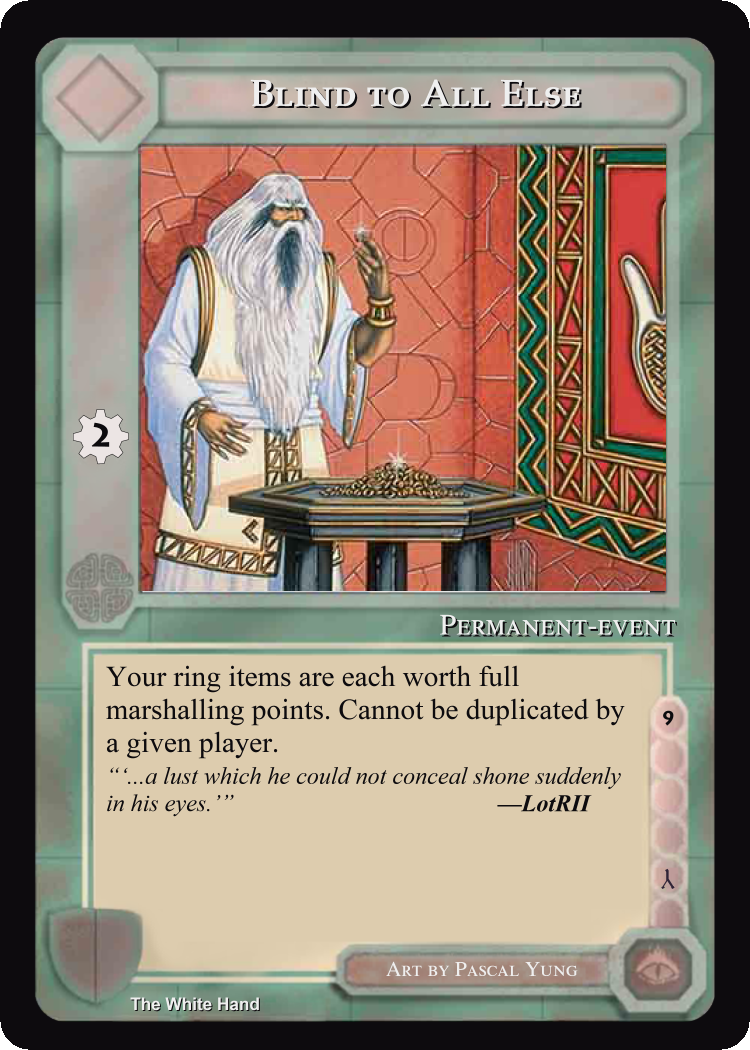 Blind to All Else
2
Permanent-event
Your ring items are each worth full
marshalling points. Cannot be duplicated by
a given player.
“‘...a lust which he could not conceal shone suddenly
in his eyes.’” —LotRII
9
⅄
Art by Pascal Yung
The White Hand